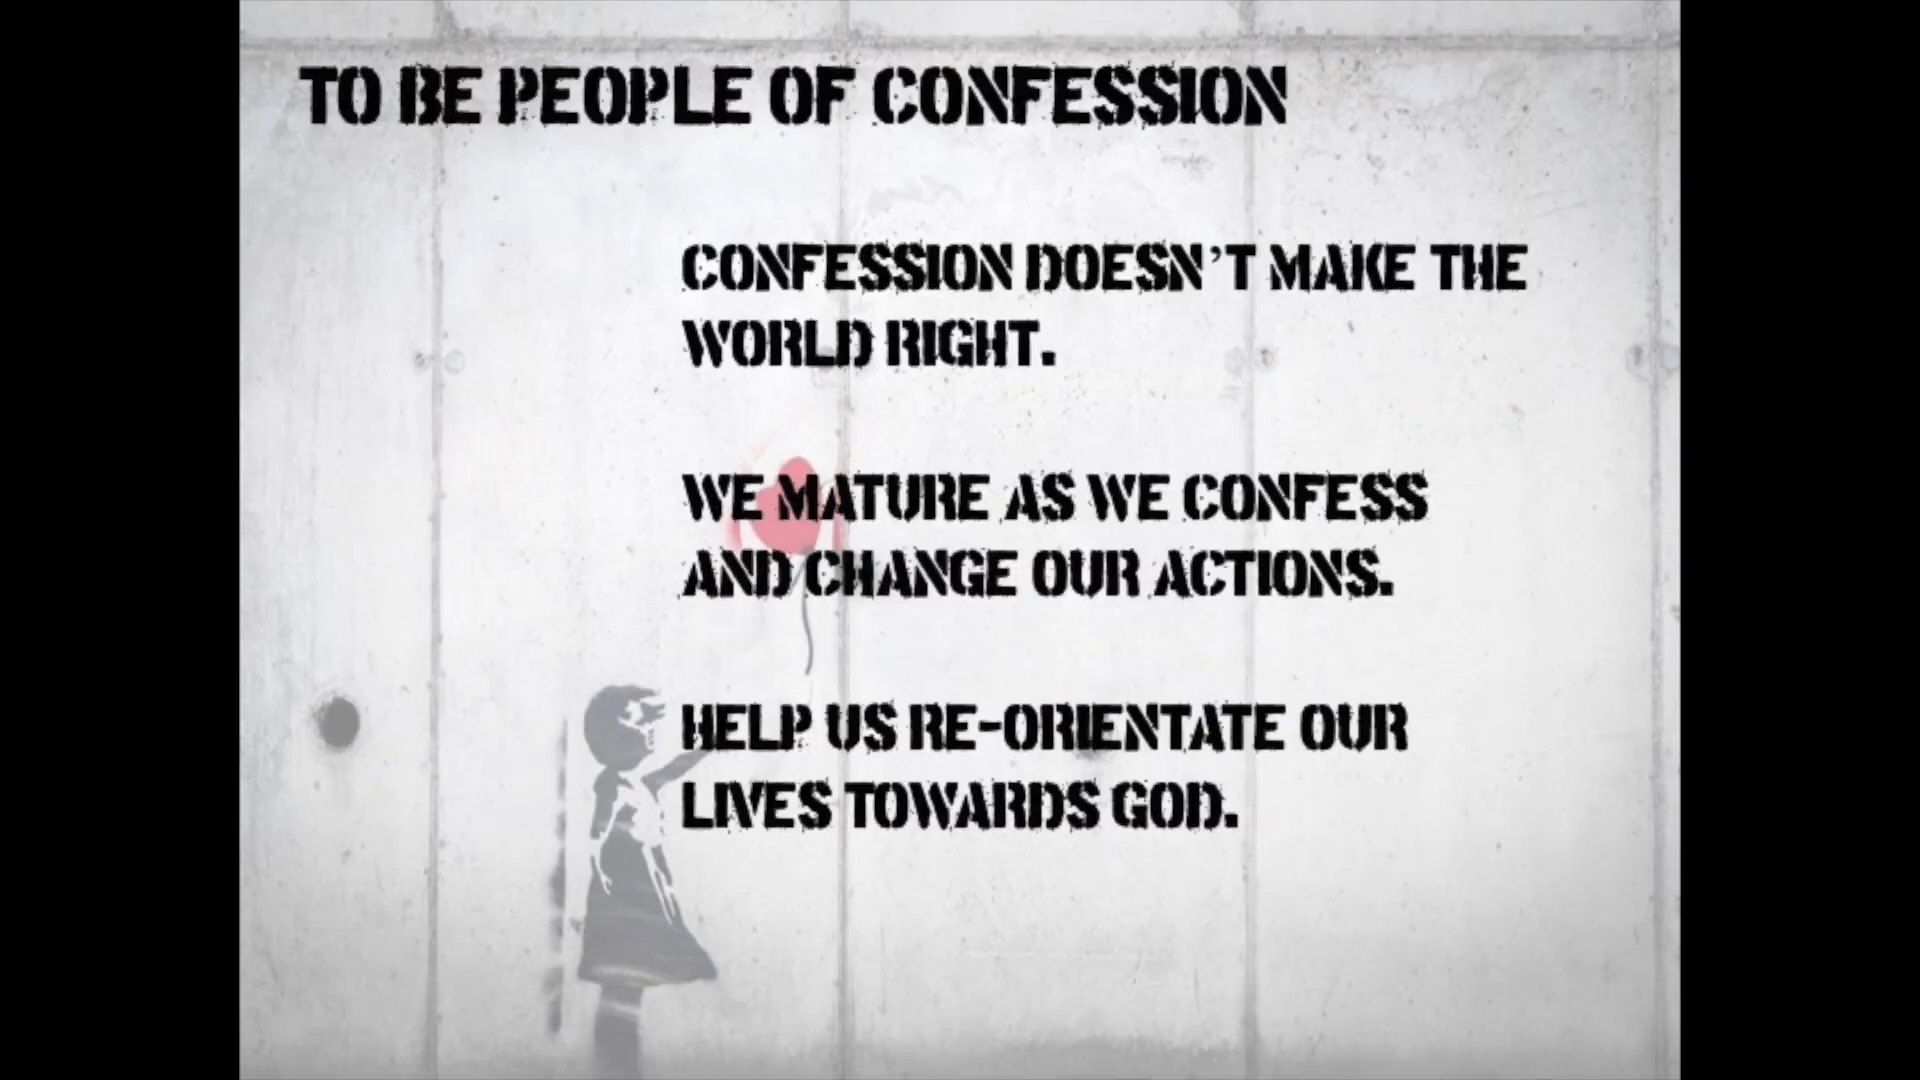 TO BE PEOPLE OF CONFESSION
CONFESSION DOESN'T MAKE THE
WORLD RIGHT.
WE MATURE AS WE CONFESS
AND CHANGE OUR ACTIONS.
HELP US RE-ORIENTATE OUR
LIVES TOWARDS GOD.